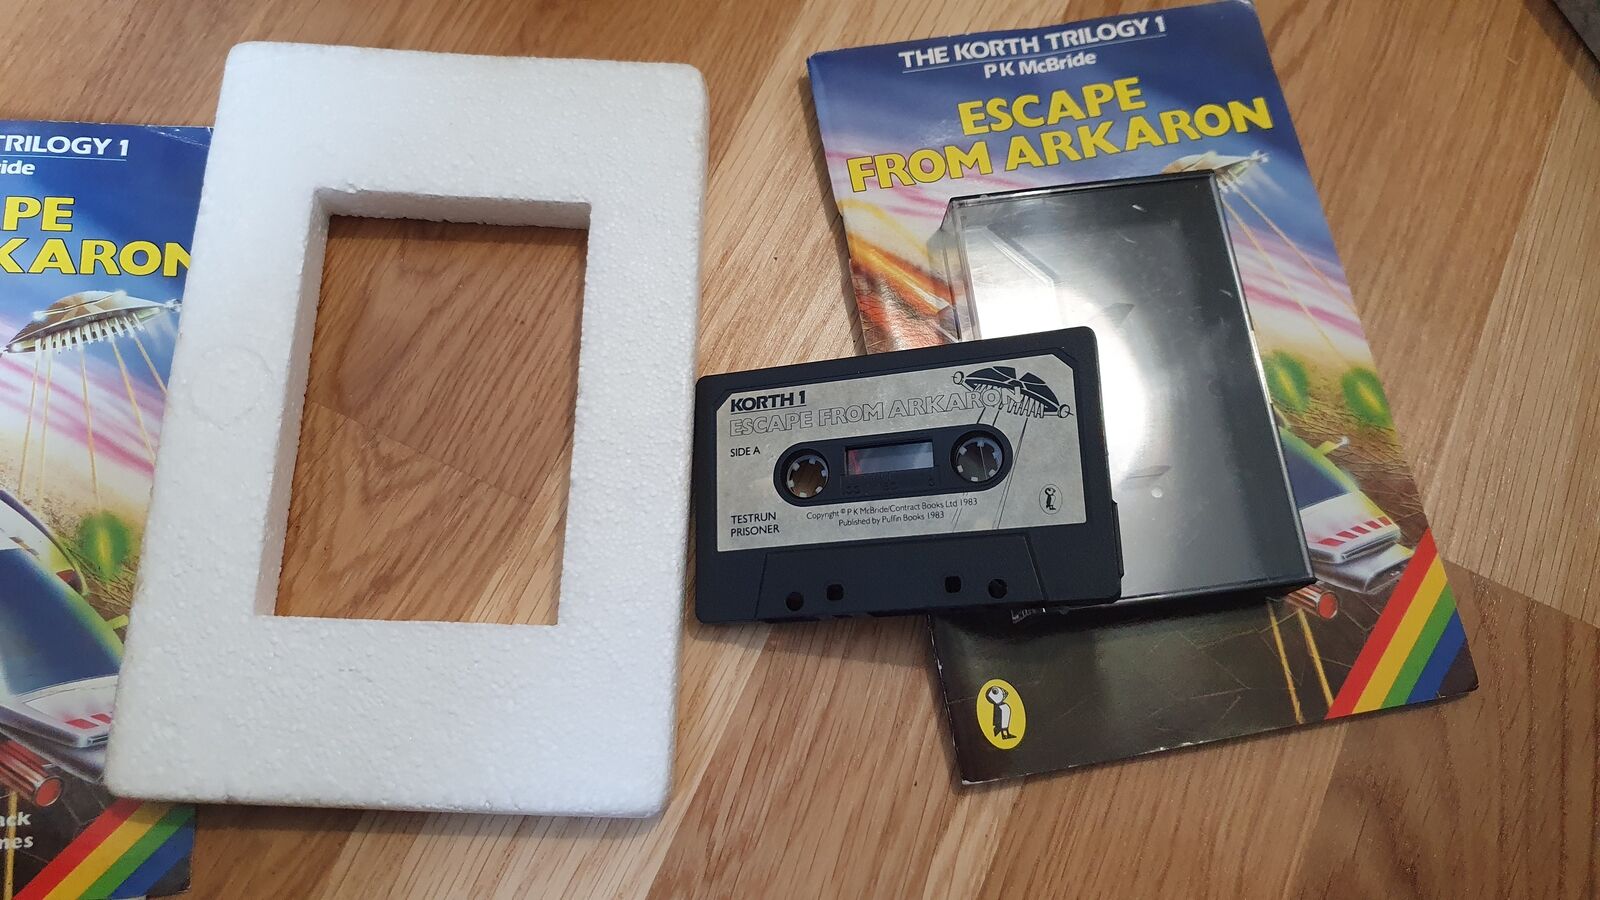 TRILOGY 1
ride
PE
KARON
ack
mes
THE KORTH TRILOGY 1
P K McBride
ESCAPE
FROM ARKARON
KORTH 1
ESCAPE FROM ARKARON
SIDE A
TESTRUN
PRISONER
Copyright © P K McBride/Contract Books Ltd 1983
Published by Puffin Books 1983